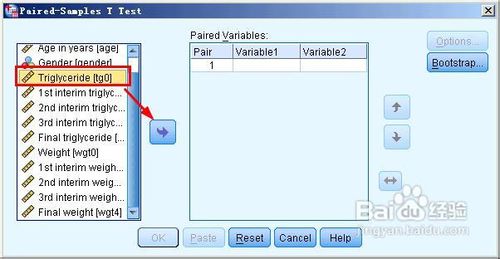 Paired-Samples T Test
Age in years [age]
Gender [gender]
Triglyceride [tg0]
1st interim triglyc...
2nd interim triglyc...
3rd interim triglyc...
Final triglyceride [...
Weight [wgt0]
1st interim weigh...
2nd interim weigh...
3rd interim weigh...
Final weight [wgt4]
Paired Variables:
Pair Variable1 Variable2
1
Options...
Bootstrap...
OK Paste Reset Cancel Help
Baidu 经验
jingyan.baidu.com